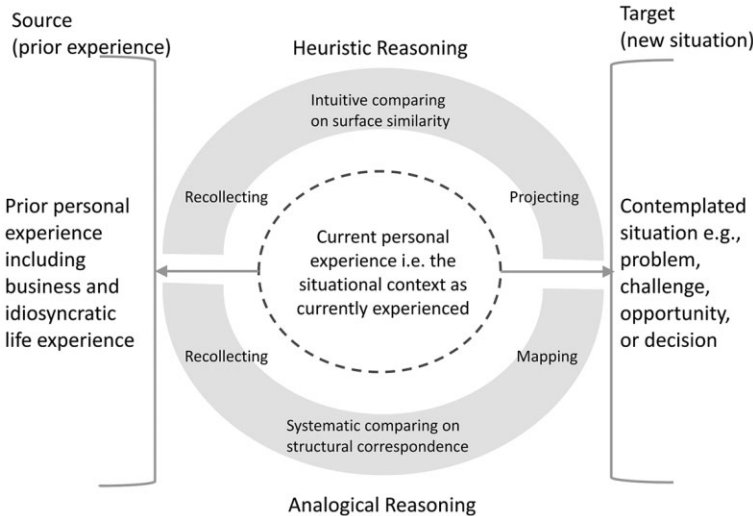 Source
(prior experience)
Target
(new situation)
Heuristic Reasoning
Intuitive comparing
on surface similarity
Recollecting
Projecting
Prior personal
experience
including
business and
idiosyncratic
life experience
Current personal
experience i.e. the
situational context as
currently experienced
Contemplated
situation e.g.,
problem,
challenge,
opportunity,
or decision
Recollecting
Mapping
Systematic comparing on
structural correspondence
Analogical Reasoning